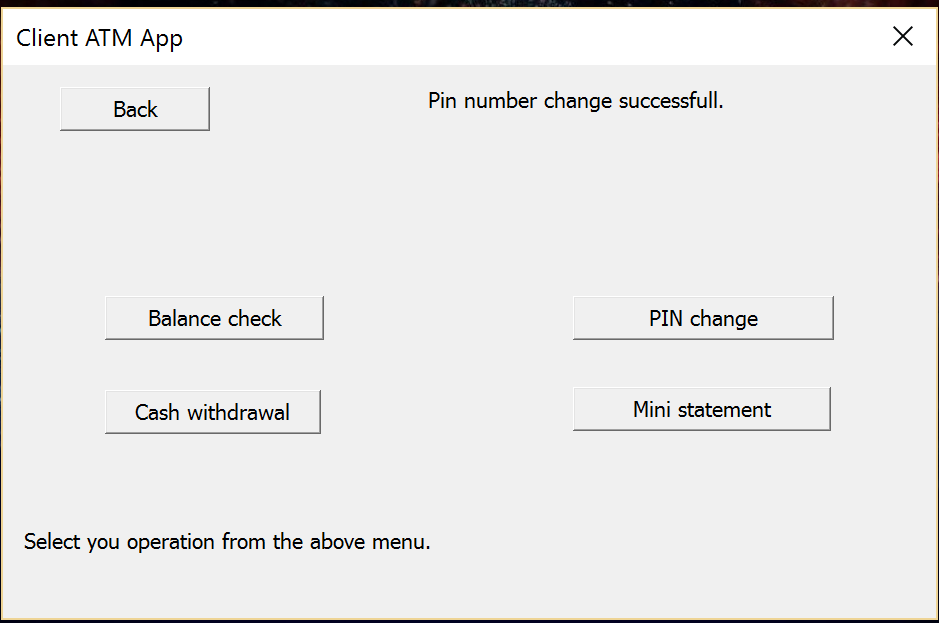 Client ATM App
Back
Pin number change successfull.
Balance check
PIN change
Cash withdrawal
Mini statement
Select you operation from the above menu.